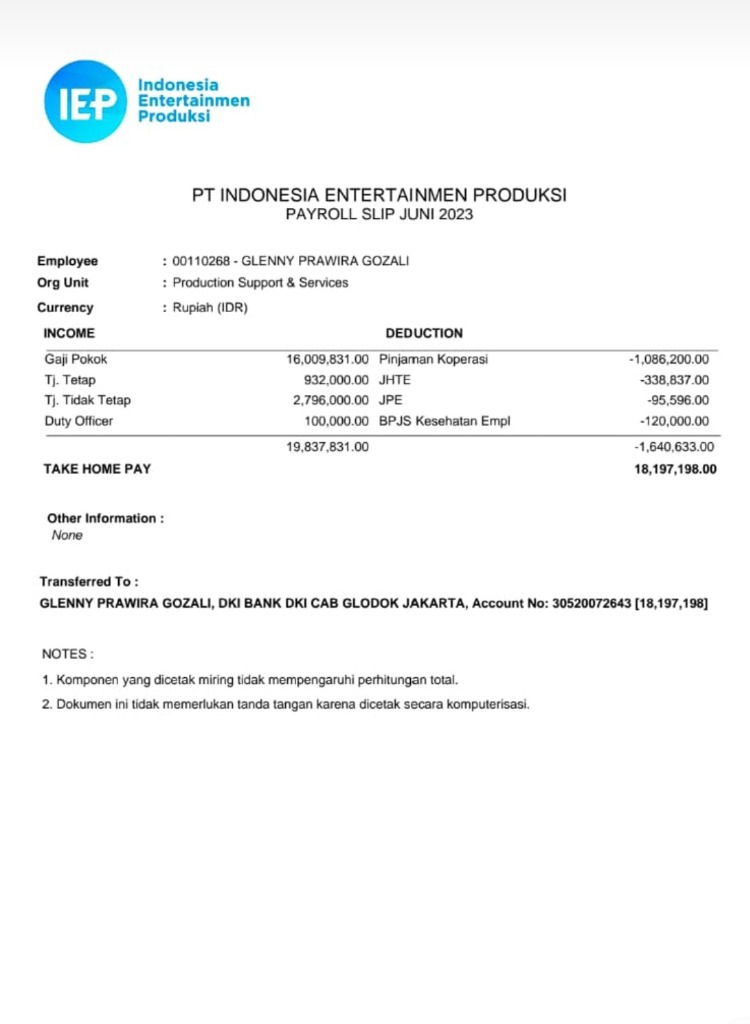 IEP
Indonesia
Entertainmen
Produksi
PT INDONESIA ENTERTAINMEN PRODUKSI
PAYROLL SLIP JUNI 2023
Employee : 00110268 - GLENNY PRAWIRA GOZALI
Org Unit : Production Support & Services
Currency : Rupiah (IDR)
INCOME DEDUCTION
Gaji Pokok 16,009,831.00 Pinjaman Koperasi -1,086,200.00
Tj. Tetap 932,000.00 JHTE -338,837.00
Tj. Tidak Tetap 2,796,000.00 JPE -95,596.00
Duty Officer 100,000.00 BPJS Kesehatan Empl -120,000.00
19,837,831.00 -1,640,633.00
TAKE HOME PAY 18,197,198.00
Other Information :
None
Transferred To :
GLENNY PRAWIRA GOZALI, DKI BANK DKI CAB GLODOK JAKARTA, Account No: 30520072643 [18,197,198]
NOTES :
1. Komponen yang dicetak miring tidak mempengaruhi perhitungan total.
2. Dokumen ini tidak memerlukan tanda tangan karena dicetak secara komputerisasi.